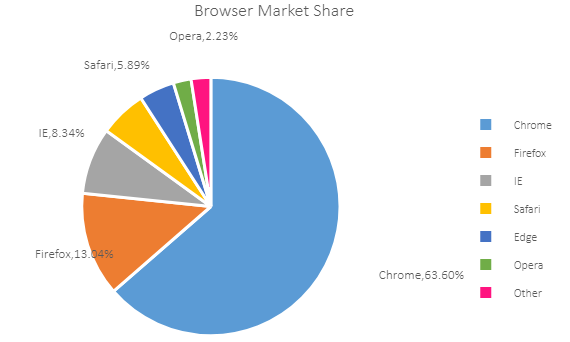 Browser Market Share
Opera,2.23%
Safari,5.89%
IE,8.34%
Firefox,13.04%
Chrome,63.60%
Chrome
Firefox
IE
Safari
Edge
Opera
Other